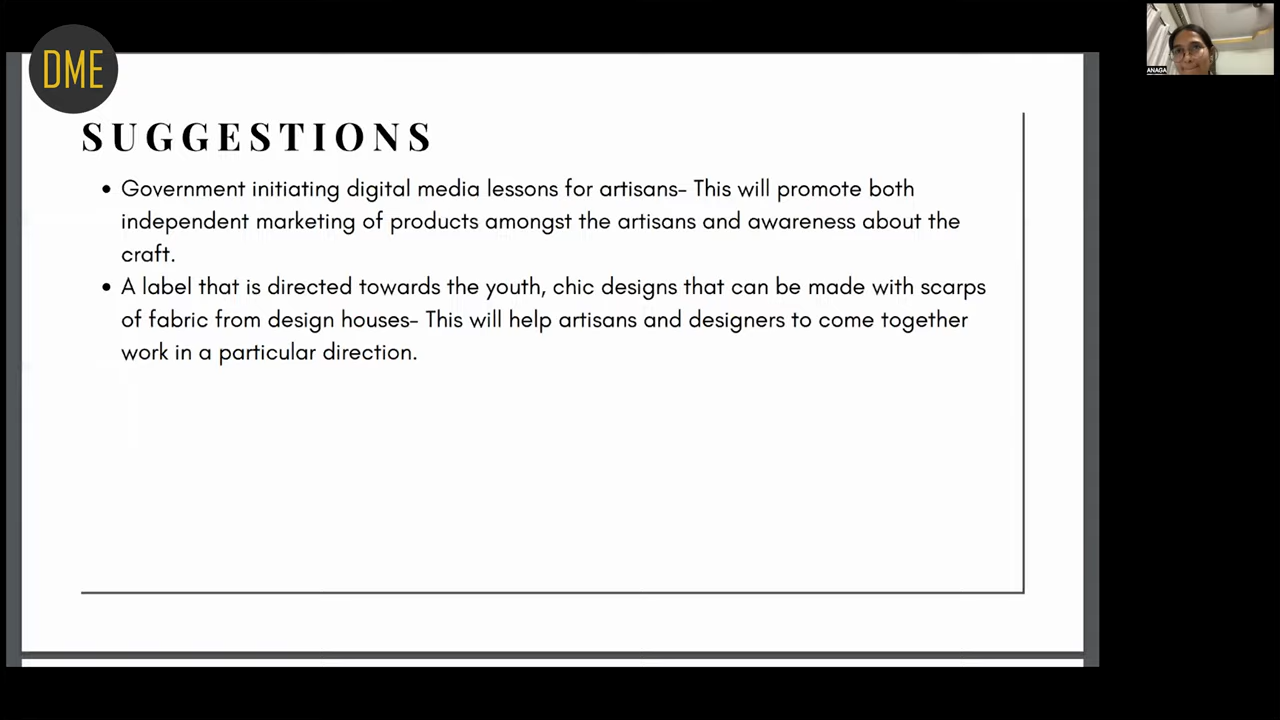 DME
ANAGA
SUGGESTIONS
• Government initiating digital media lessons for artisans- This will promote both
independent marketing of products amongst the artisans and awareness about the
craft.
• A label that is directed towards the youth, chic designs that can be made with scarps
of fabric from design houses- This will help artisans and designers to come together
work in a particular direction.